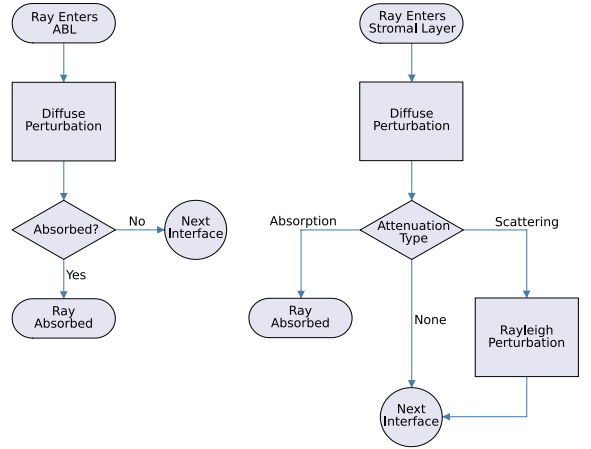 Ray Enters
ABL
Diffuse
Perturbation
Absorbed?
No
Next
Interface
Yes
Ray
Absorbed
Ray Enters
Stromal Layer
Diffuse
Perturbation
Attenuation
Type
Absorption
Scattering
Ray
Absorbed
None
Rayleigh
Perturbation
Next
Interface